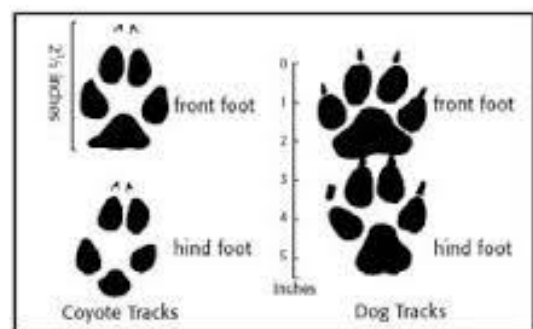 2½ inches
front foot
hind foot
Coyote Tracks
0
1
2
3
4
5
Inches
front foot
hind foot
Dog Tracks